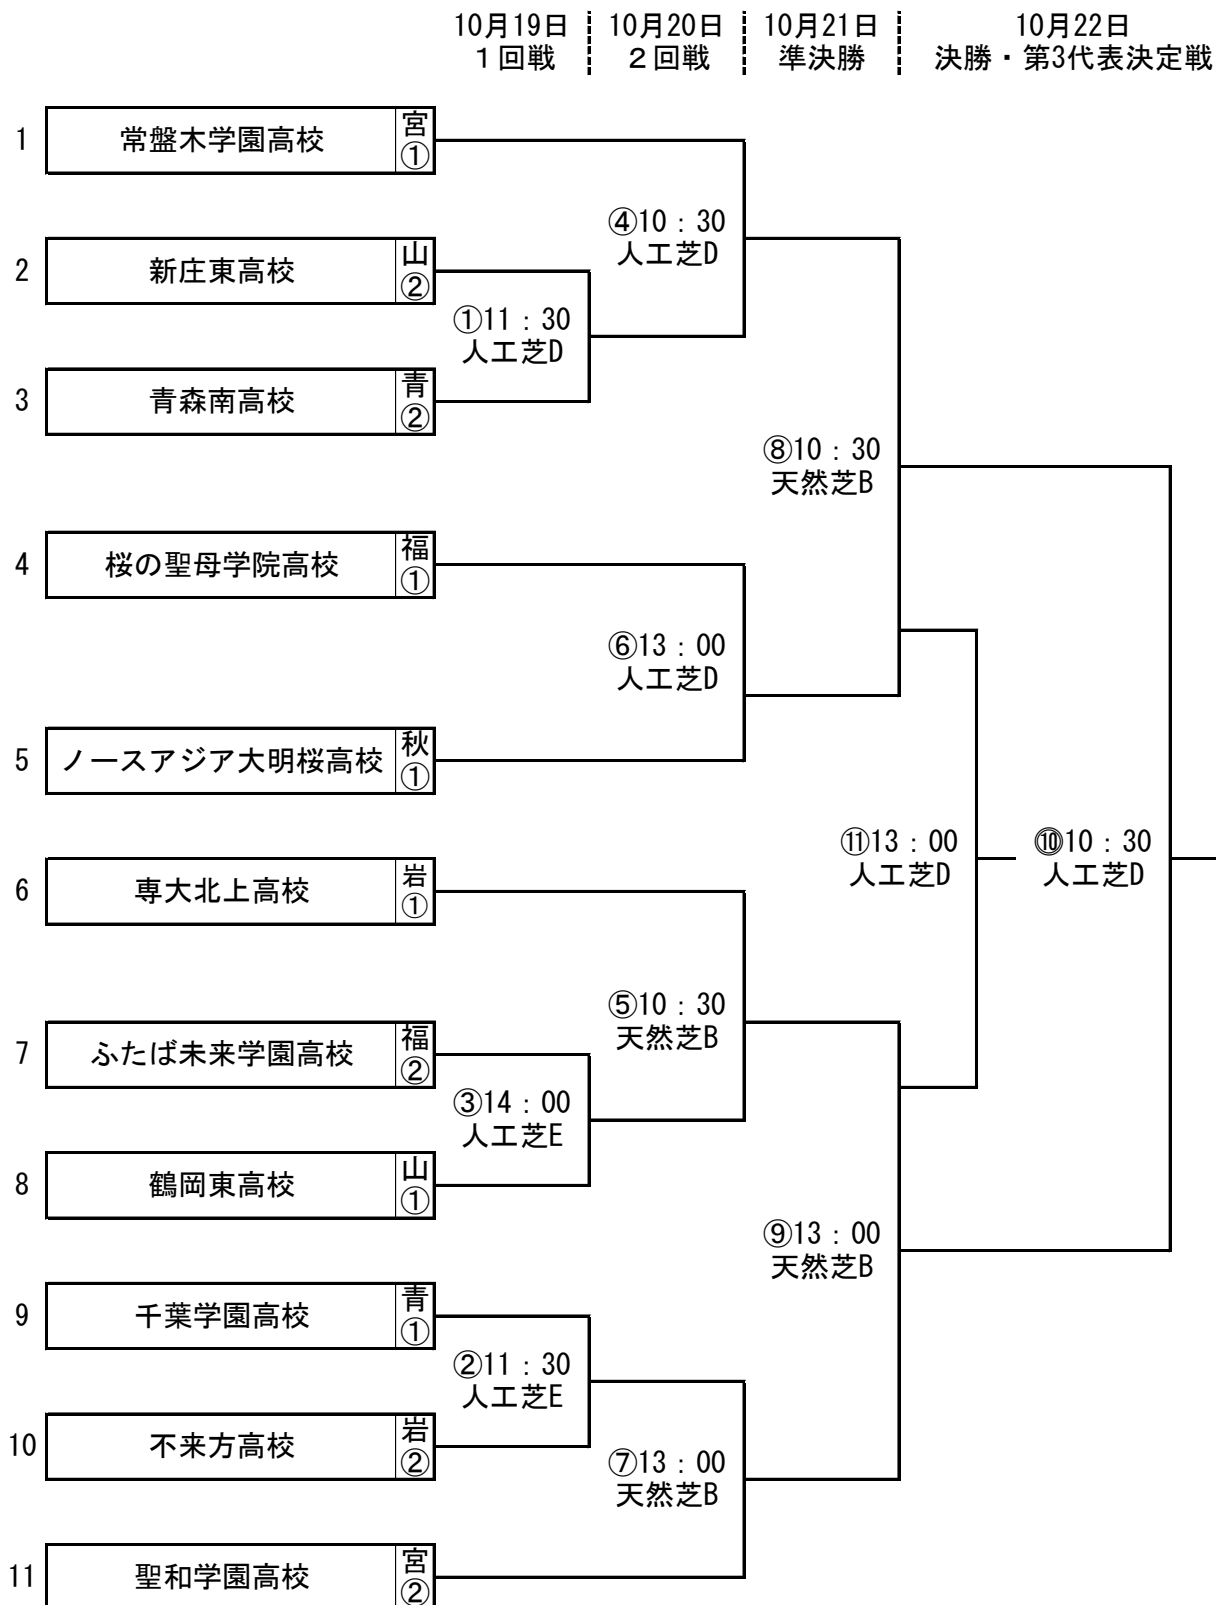 10月19日 10月20日 10月21日 10月22日
1回戦 2回戦 準決勝 決勝・第3代表決定戦
1 常盤木学園高校 宮①
④10：30
人工芝D
2 新庄東高校 山②
①11：30
人工芝D
3 青森南高校 青②
⑧10：30
天然芝B
4 桜の聖母学院高校 福①
⑥13：00
人工芝D
5 ノースアジア大明桜高校 秋①
⑪13：00 ⑩10：30
人工芝D 人工芝D
6 専大北上高校 岩①
⑤10：30
天然芝B
7 ふたば未来学園高校 福②
③14：00
人工芝E
8 鶴岡東高校 山①
⑨13：00
天然芝B
9 千葉学園高校 青①
②11：30
人工芝E
10 不来方高校 岩②
⑦13：00
天然芝B
11 聖和学園高校 宮②